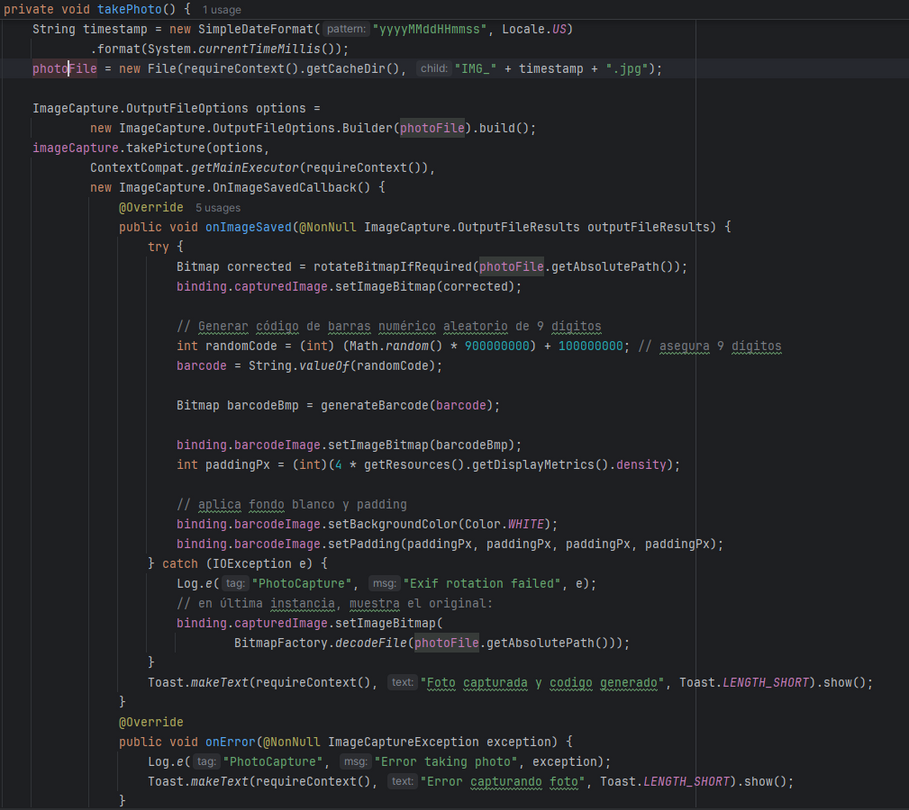 private void takePhoto() { 1 usage
String timestamp = new SimpleDateFormat( pattern: "yyyyMMddHHmmss", Locale.US)
.format(System.currentTimeMillis());
photoFile = new File(requireContext().getCacheDir(), child: "IMG_" + timestamp + ".jpg");
ImageCapture.OutputFileOptions options =
new ImageCapture.OutputFileOptions.Builder(photoFile).build();
imageCapture.takePicture(options,
ContextCompat.getMainExecutor(requireContext()),
new ImageCapture.OnImageSavedCallback() {
@Override 5 usages
public void onImageSaved(@NonNull ImageCapture.OutputFileResults outputFileResults) {
try {
Bitmap corrected = rotateBitmapIfRequired(photoFile.getAbsolutePath());
binding.capturedImage.setImageBitmap(corrected);
// Generar código de barras numérico aleatorio de 9 dígitos
int randomCode = (int) (Math.random() * 900000000) + 100000000; // asegura 9 dígitos
barcode = String.valueOf(randomCode);
Bitmap barcodeBmp = generateBarcode(barcode);
binding.barcodeImage.setImageBitmap(barcodeBmp);
int paddingPx = (int)(4 * getResources().getDisplayMetrics().density);
// aplica fondo blanco y padding
binding.barcodeImage.setBackgroundColor(Color.WHITE);
binding.barcodeImage.setPadding(paddingPx, paddingPx, paddingPx, paddingPx);
} catch (IOException e) {
Log.e( tag: "PhotoCapture", msg: "Exif rotation failed", e);
// en última instancia, muestra el original:
binding.capturedImage.setImageBitmap(
BitmapFactory.decodeFile(photoFile.getAbsolutePath()));
}
Toast.makeText(requireContext(), text: "Foto capturada y codigo generado", Toast.LENGTH_SHORT).show();
}
@Override
public void onError(@NonNull ImageCaptureException exception) {
Log.e( tag: "PhotoCapture", msg: "Error taking photo", exception);
Toast.makeText(requireContext(), text: "Error capturando foto", Toast.LENGTH_SHORT).show();
}